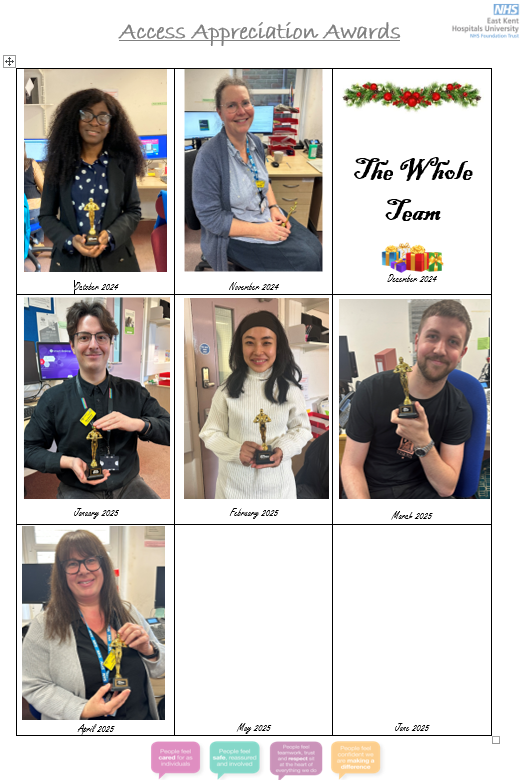 Access Appreciation Awards
NHS
East Kent
Hospitals University
NHS Foundation Trust
October 2024
November 2024
The Whole
Team
December 2024
January 2025
February 2025
March 2025
April 2025
May 2025
June 2025
People feel
cared for as
individuals
People feel
safe, reassured
and involved
People feel
teamwork, trust
and respect sit
at the heart of
everything we do
People feel
confident we
are making a
difference